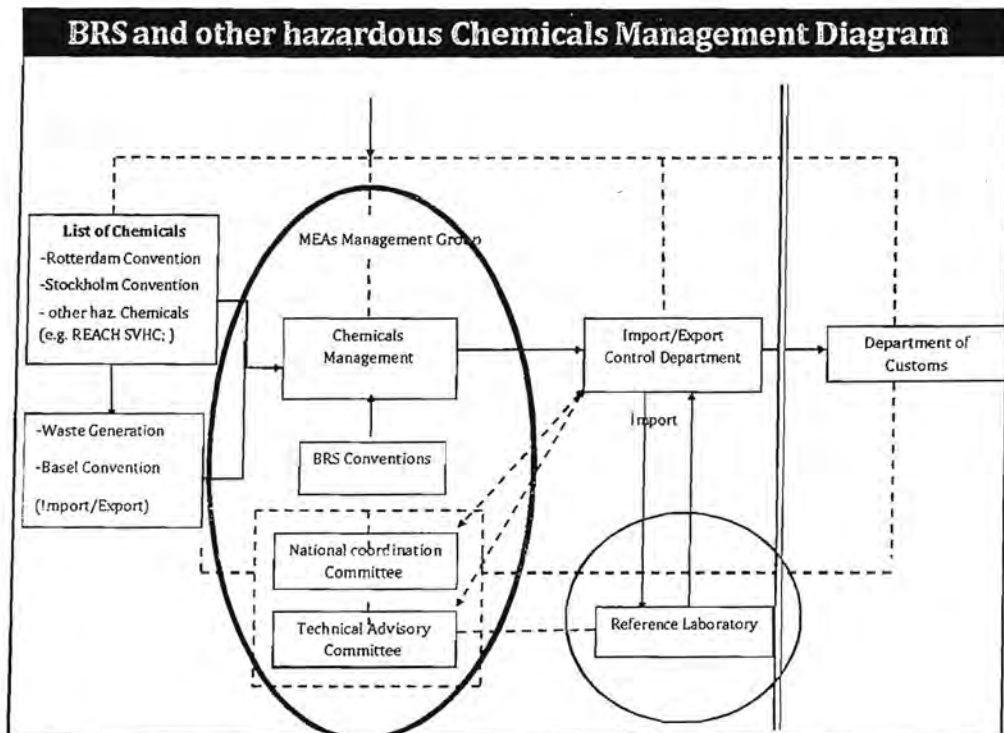 BRS and other hazardous Chemicals Management Diagram
List of Chemicals
-Rotterdam Convention
-Stockholm Convention
- other haz. Chemicals
(e.g. REACH SVHC; )
-Waste Generation
-Basel Convention
(Import/Export)
MEAs Management Group
Chemicals
Management
BRS Conventions
National coordination
Committee
Technical Advisory
Committee
Import/Export
Control Department
Import
Reference Laboratory
Department of
Customs